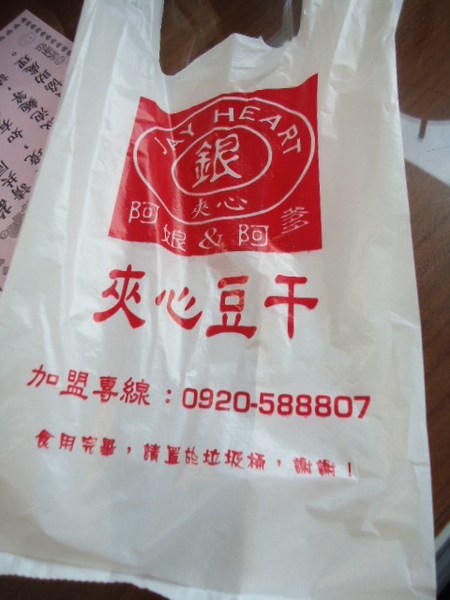 JAY HEART
銀
夾心
阿娘&阿爹
夾心豆干
加盟專線：0920-588807
食用完畢，請置於垃圾桶，謝謝！